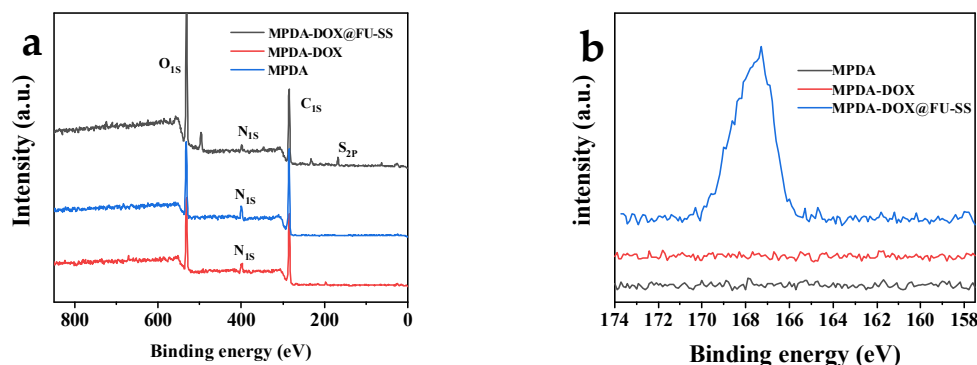 a
MPDA-DOX@FU-SS
MPDA-DOX
MPDA
O1S
C1S
N1S
S2P
N1S
N1S
Intensity (a.u.)
800 600 400 200 0
Binding energy (eV)
b
MPDA
MPDA-DOX
MPDA-DOX@FU-SS
intensity (a.u.)
174 172 170 168 166 164 162 160 158
Binding energy (eV)